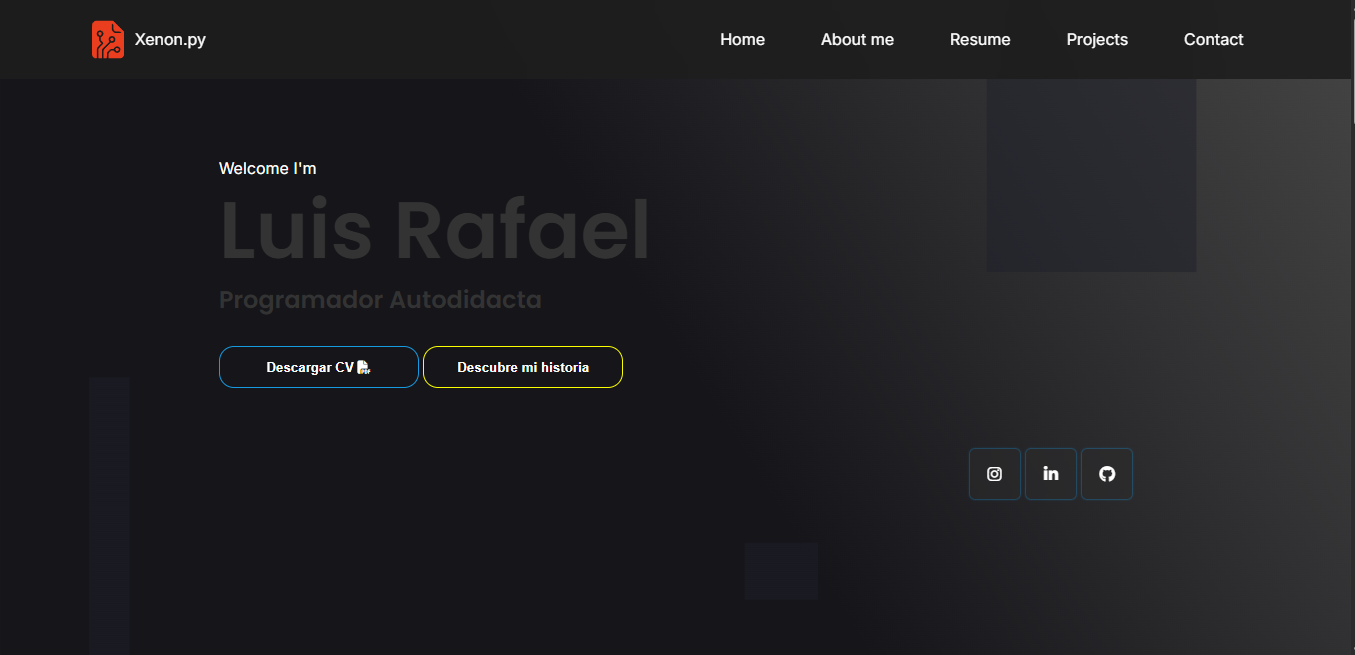 Xenon.py
Home About me Resume Projects Contact
Welcome I'm
Luis Rafael
Programador Autodidacta
Descargar CV
Descubre mi historia